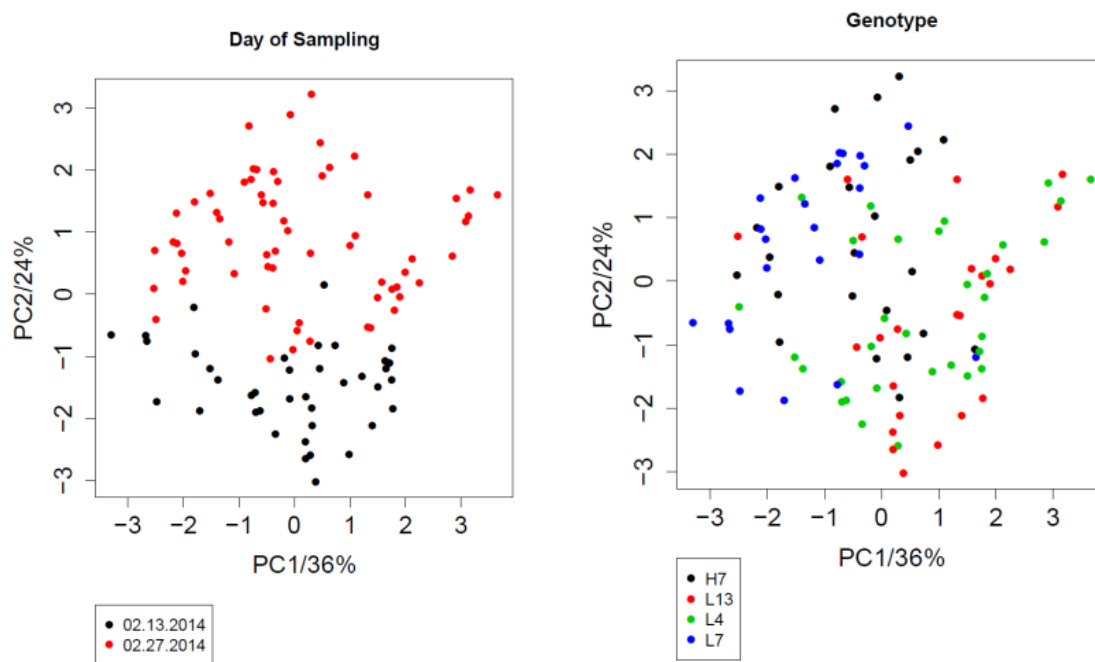 Day of Sampling
3
2
1
0
−1
−2
−3
PC2/24%
−3 −2 −1 0 1 2 3
PC1/36%
02.13.2014
02.27.2014
Genotype
3
2
1
0
−1
−2
−3
PC2/24%
−3 −2 −1 0 1 2 3
PC1/36%
H7
L13
L4
L7